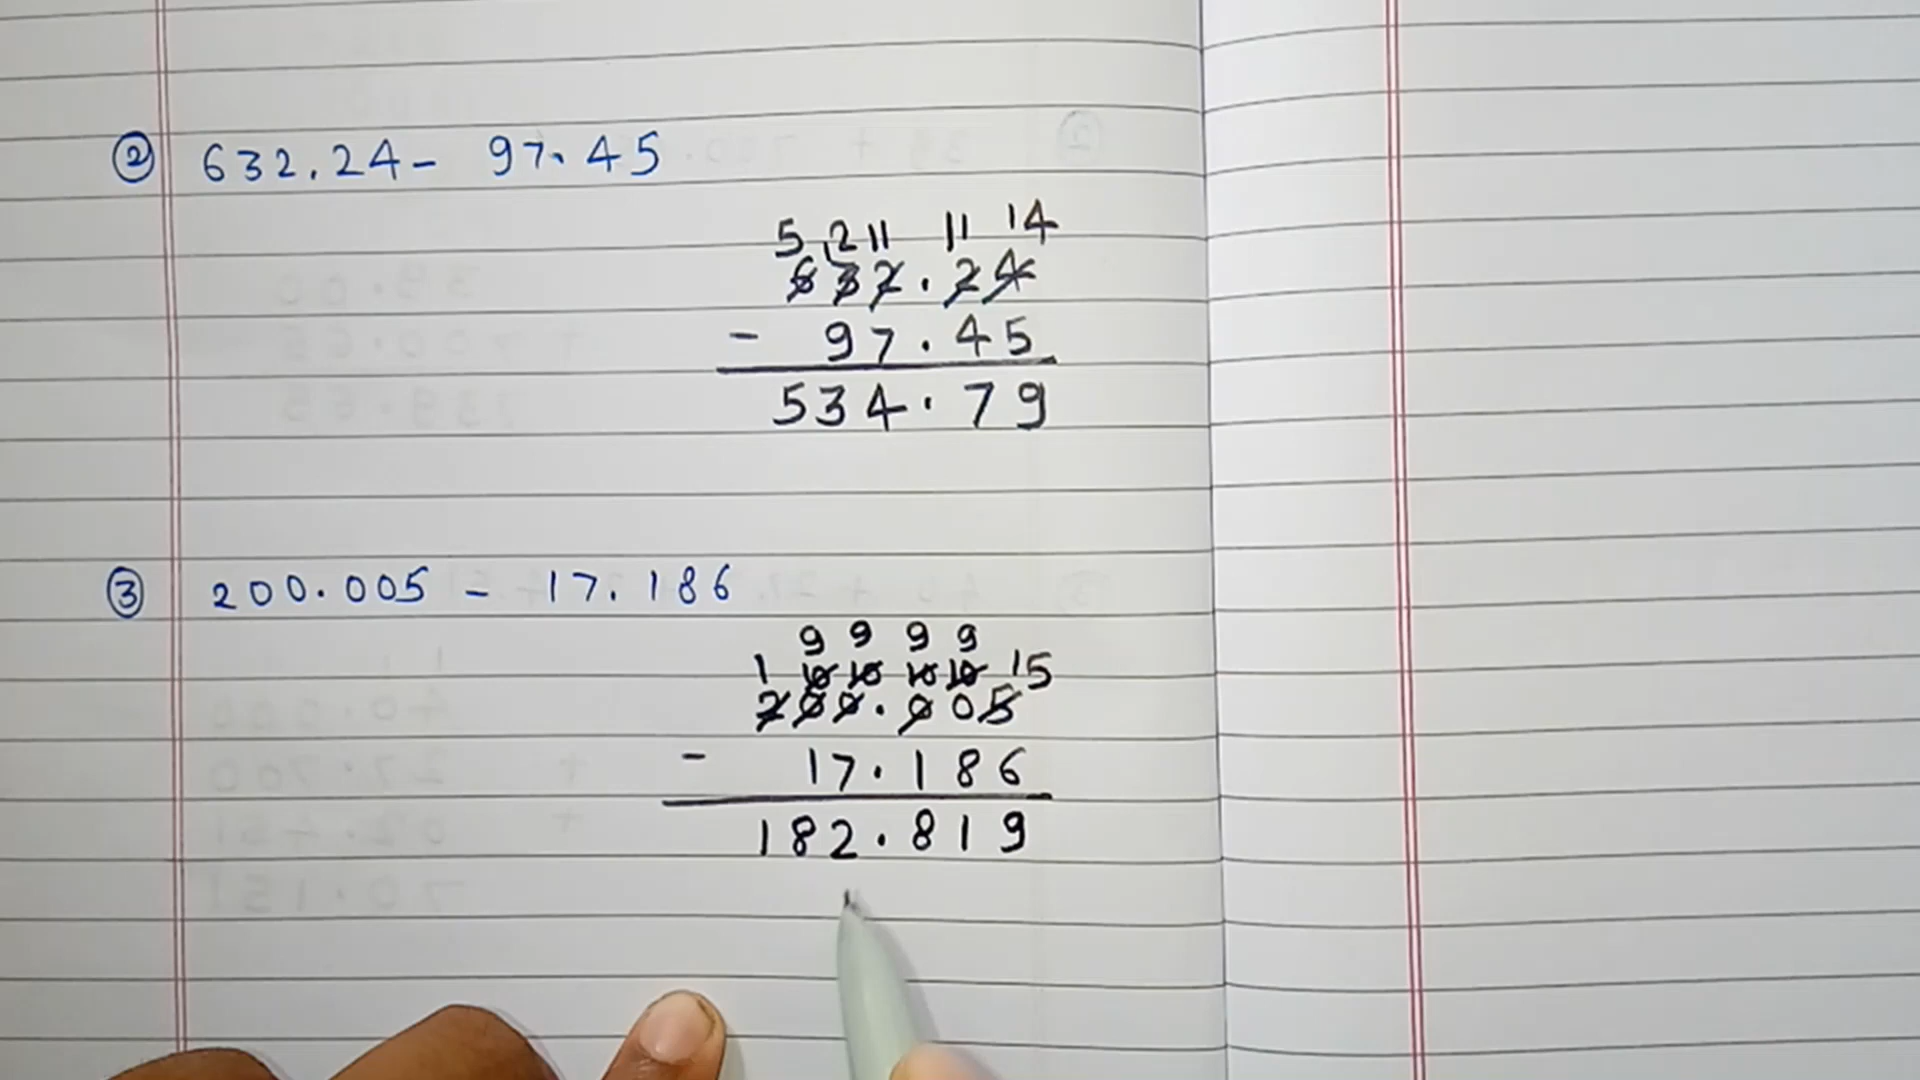 ② 632.24 - 97.45
5 12 11 11 14
632.24
- 97.45
534.79
③ 200.005 - 17.186
9 9 9 9
1 10 10 10 10 15
200.005
- 17.186
182.819